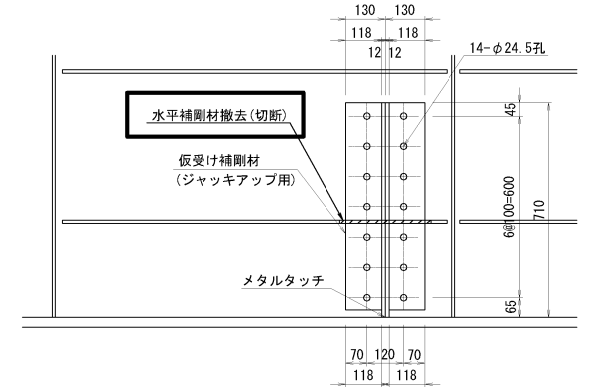 130 130
118 118
12 12
14-φ24.5孔
水平補剛材撤去(切断)
仮受け補剛材
(ジャッキアップ用)
メタルタッチ
45
6@100=600
710
65
70 120 70
118 118